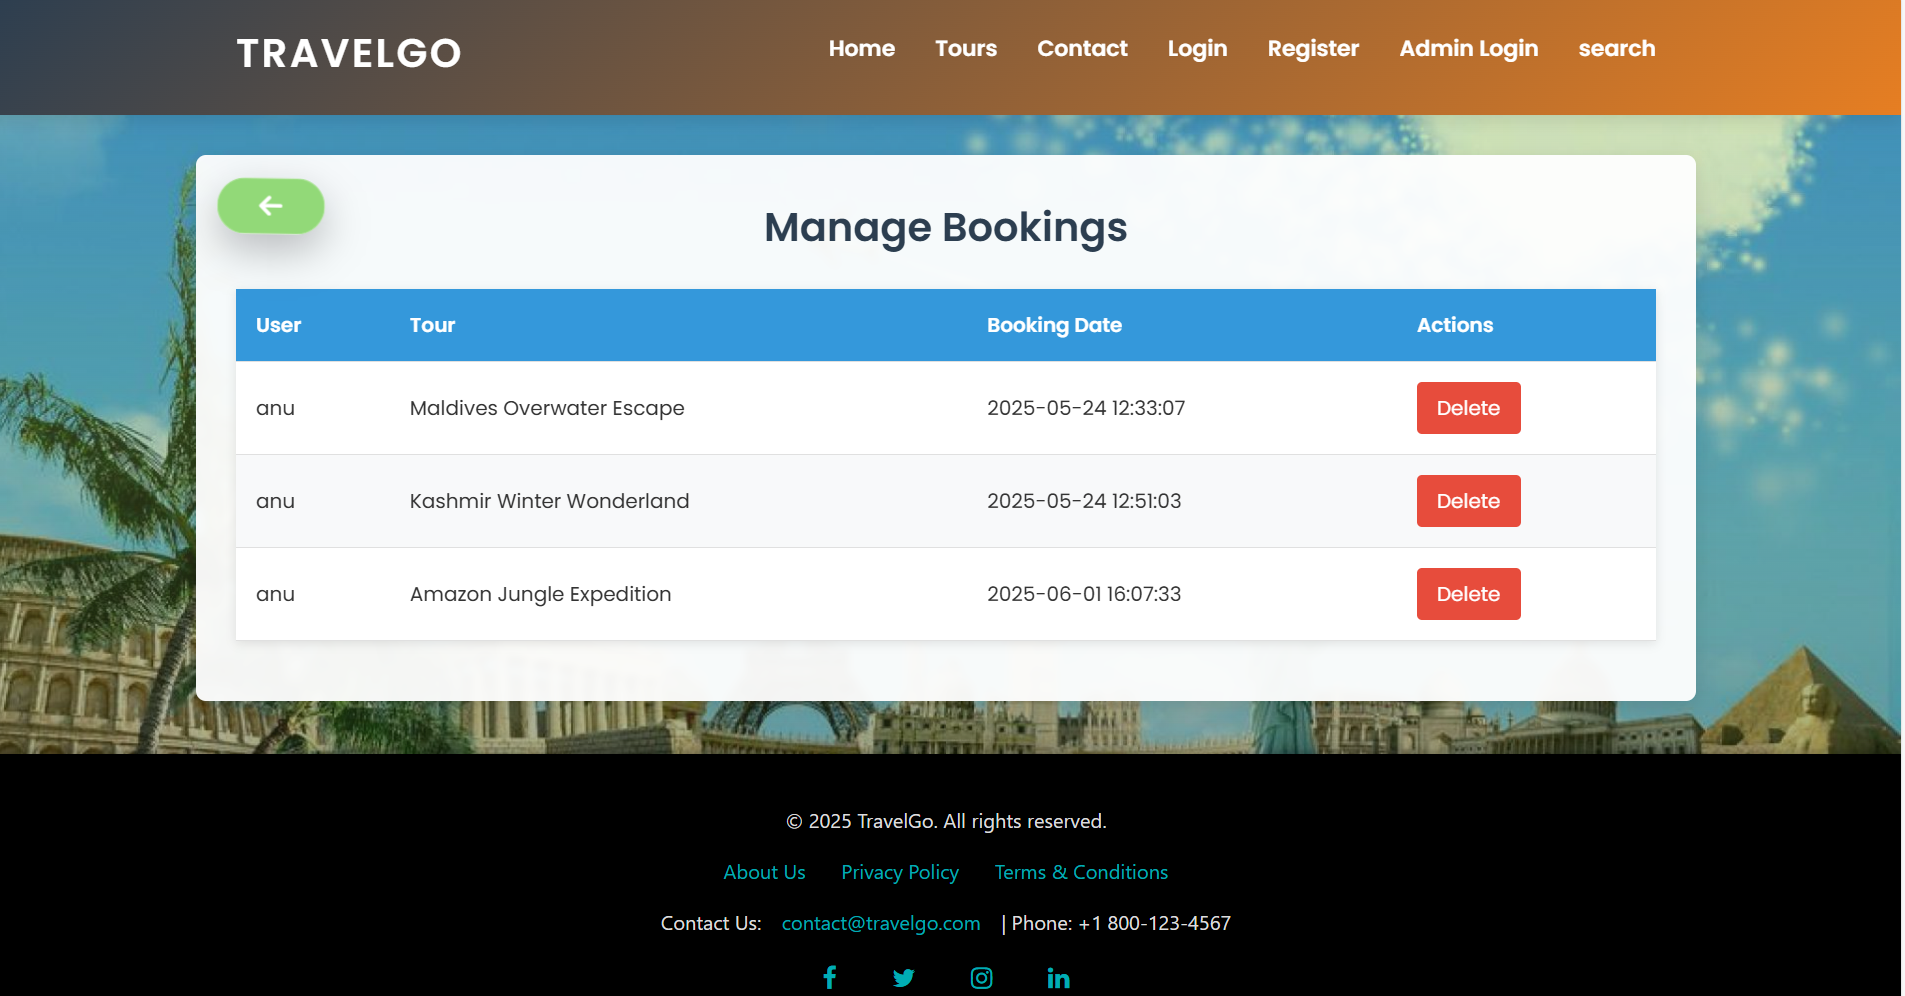 TRAVELGO
Home Tours Contact Login Register Admin Login search
Manage Bookings
User Tour Booking Date Actions
anu Maldives Overwater Escape 2025-05-24 12:33:07 Delete
anu Kashmir Winter Wonderland 2025-05-24 12:51:03 Delete
anu Amazon Jungle Expedition 2025-06-01 16:07:33 Delete
© 2025 TravelGo. All rights reserved.
About Us Privacy Policy Terms & Conditions
Contact Us: contact@travelgo.com | Phone: +1 800-123-4567